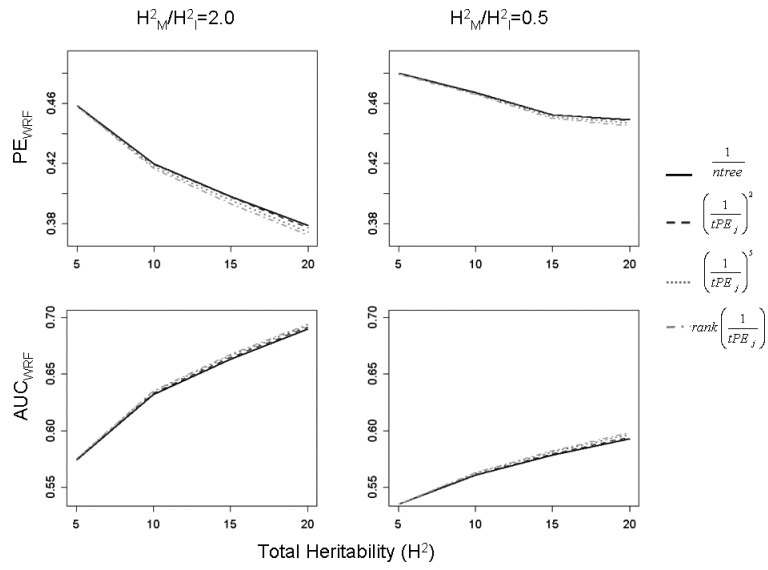 H²M/H²I=2.0
H²M/H²I=0.5
PEWRF
0.46
0.42
0.38
5 10 15 20
5 10 15 20
0.46
0.42
0.38
AUCWRF
0.70
0.65
0.60
0.55
5 10 15 20
0.70
0.65
0.60
0.55
5 10 15 20
Total Heritability (H²)
1/ntree
(1/tPEj)²
(1/tPEj)⁵
rank(1/tPEj)